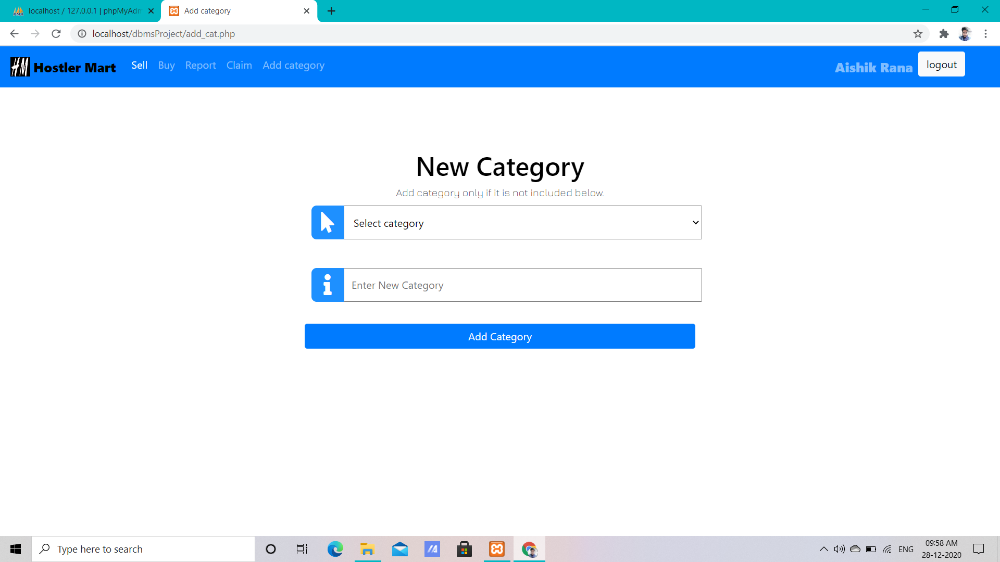 localhost / 127.0.0.1 | phpMyAdm
Add category
localhost/dbmsProject/add_cat.php
HM Hostler Mart Sell Buy Report Claim Add category Aishik Rana logout
New Category
Add category only if it is not included below.
Select category
Enter New Category
Add Category
Type here to search
ENG
09:58 AM
28-12-2020